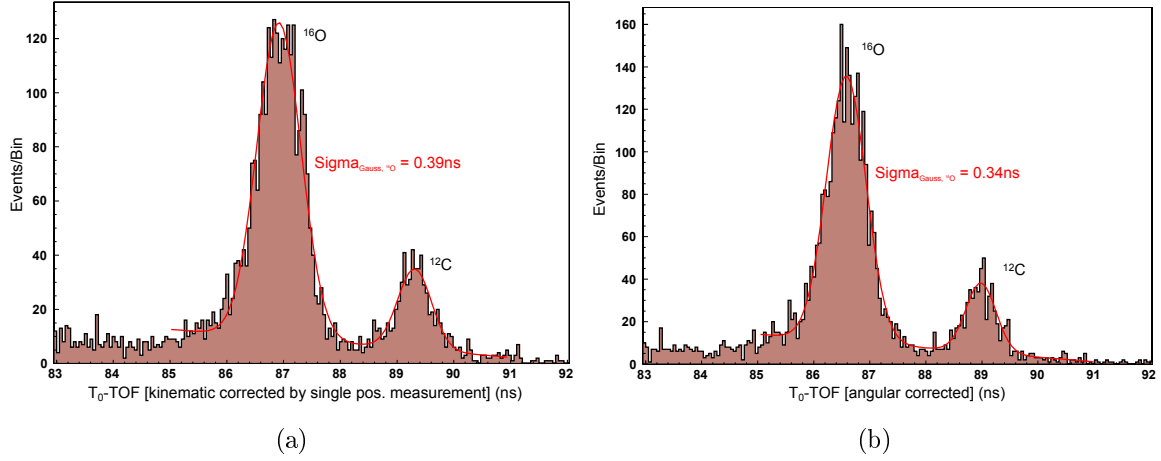 120
100
80
60
40
20
0
Events/Bin
¹⁶O
Sigma_Gauss, ¹⁶O = 0.39ns
¹²C
83 84 85 86 87 88 89 90 91 92
T₀-TOF [kinematic corrected by single pos. measurement] (ns)
(a)
160
140
120
100
80
60
40
20
0
Events/Bin
¹⁶O
Sigma_Gauss, ¹⁶O = 0.34ns
¹²C
83 84 85 86 87 88 89 90 91 92
T₀-TOF [angular corrected] (ns)
(b)